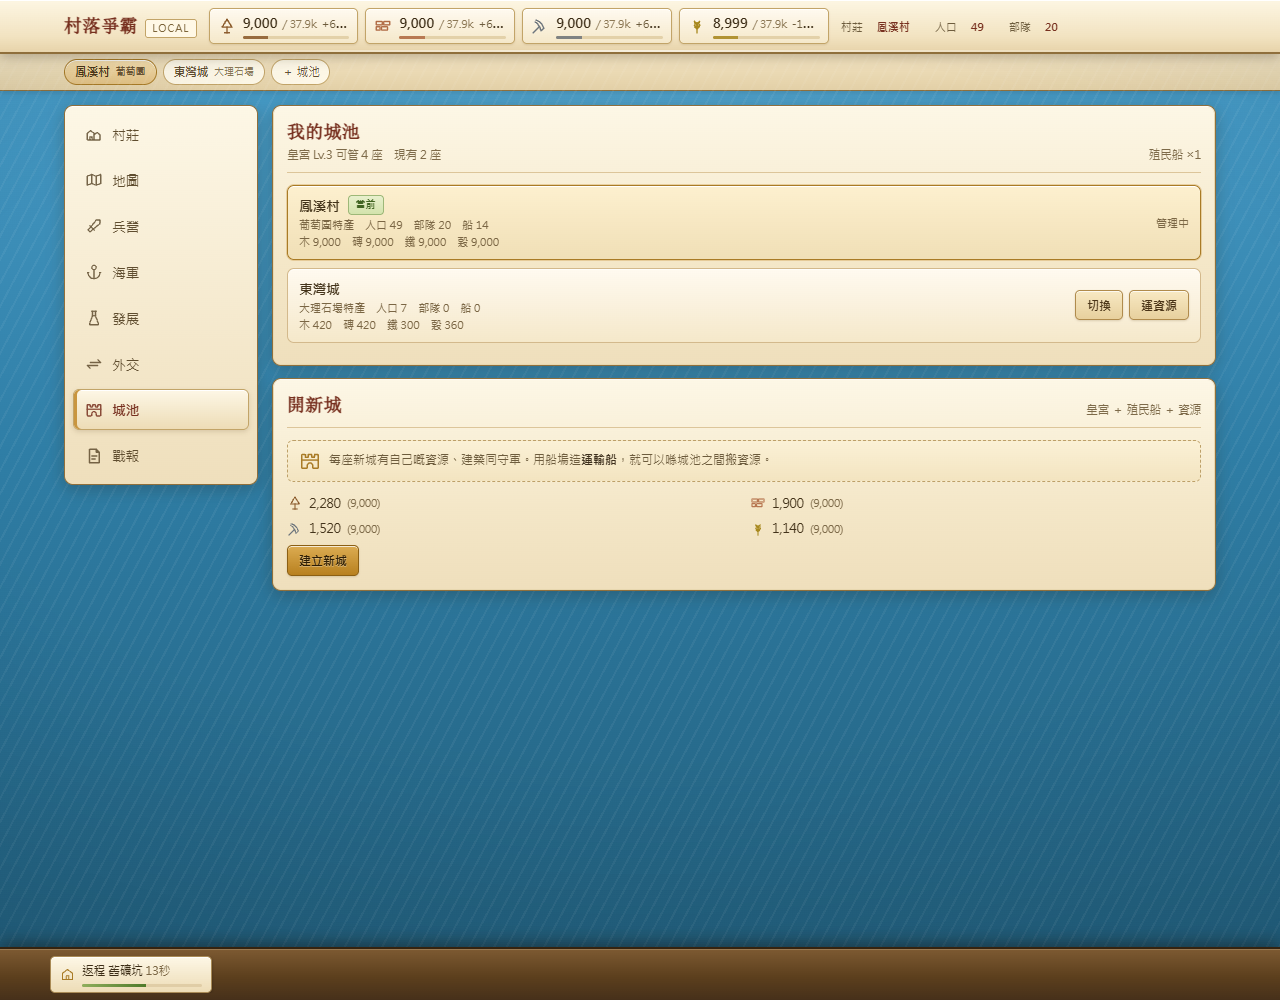 村落爭霸 LOCAL 9,000 / 37.9k +6... 9,000 / 37.9k +6... 9,000 / 37.9k +6... 8,999 / 37.9k -1... 村莊 鳳溪村 人口 49 部隊 20
鳳溪村 葡萄園 東灣城 大理石場 + 城池
村莊
地圖
兵營
海軍
發展
外交
城池
戰報
我的城池
皇宮 Lv.3 可管 4 座 現有 2 座 殖民船 ×1
鳳溪村 當前
葡萄園特產 人口 49 部隊 20 船 14
木 9,000 磚 9,000 鐵 9,000 穀 9,000
管理中
東灣城
大理石場特產 人口 7 部隊 0 船 0
木 420 磚 420 鐵 300 穀 360
切換 運資源
開新城
皇宮 + 殖民船 + 資源
每座新城有自己嘅資源、建築同守軍。用船塢造運輸船，就可以喺城池之間搬資源。
2,280 (9,000) 1,900 (9,000)
1,520 (9,000) 1,140 (9,000)
建立新城
返程 舊礦坑 13秒